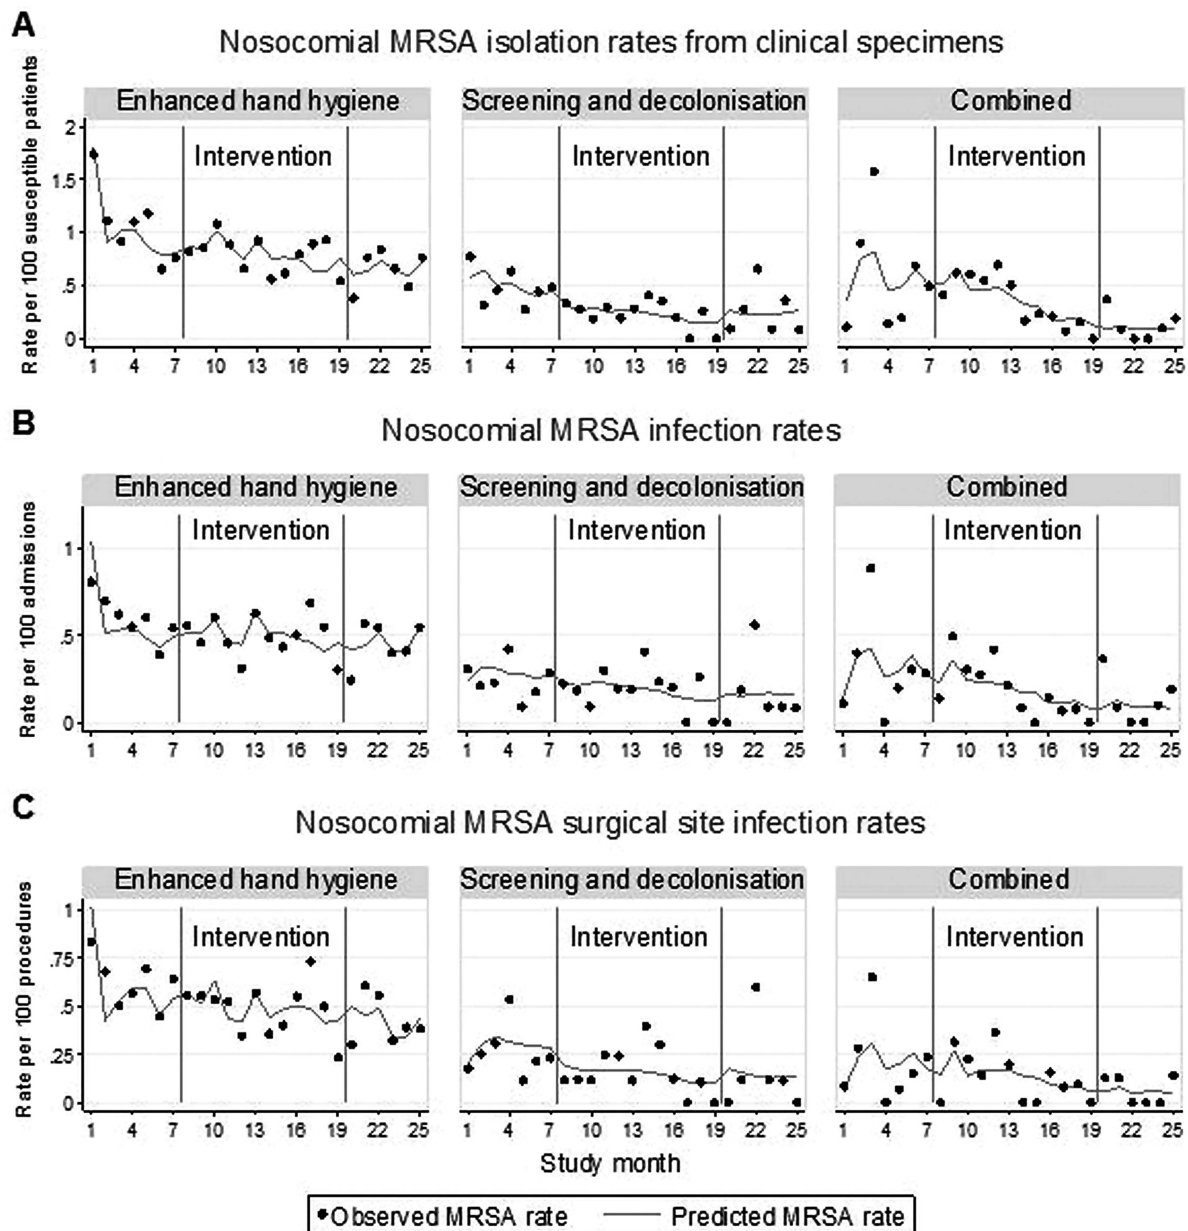 A
Nosocomial MRSA isolation rates from clinical specimens
Rate per 100 susceptible patients
Enhanced hand hygiene Screening and decolonisation Combined
Intervention Intervention Intervention
2
1.5
1
.5
0
1 4 7 10 13 16 19 22 25 1 4 7 10 13 16 19 22 25 1 4 7 10 13 16 19 22 25
B
Nosocomial MRSA infection rates
Rate per 100 admissions
Enhanced hand hygiene Screening and decolonisation Combined
Intervention Intervention Intervention
1
.5
0
1 4 7 10 13 16 19 22 25 1 4 7 10 13 16 19 22 25 1 4 7 10 13 16 19 22 25
C
Nosocomial MRSA surgical site infection rates
Rate per 100 procedures
Enhanced hand hygiene Screening and decolonisation Combined
Intervention Intervention Intervention
1
.75
.5
.25
0
1 4 7 10 13 16 19 22 25 1 4 7 10 13 16 19 22 25 1 4 7 10 13 16 19 22 25
Study month
Observed MRSA rate Predicted MRSA rate